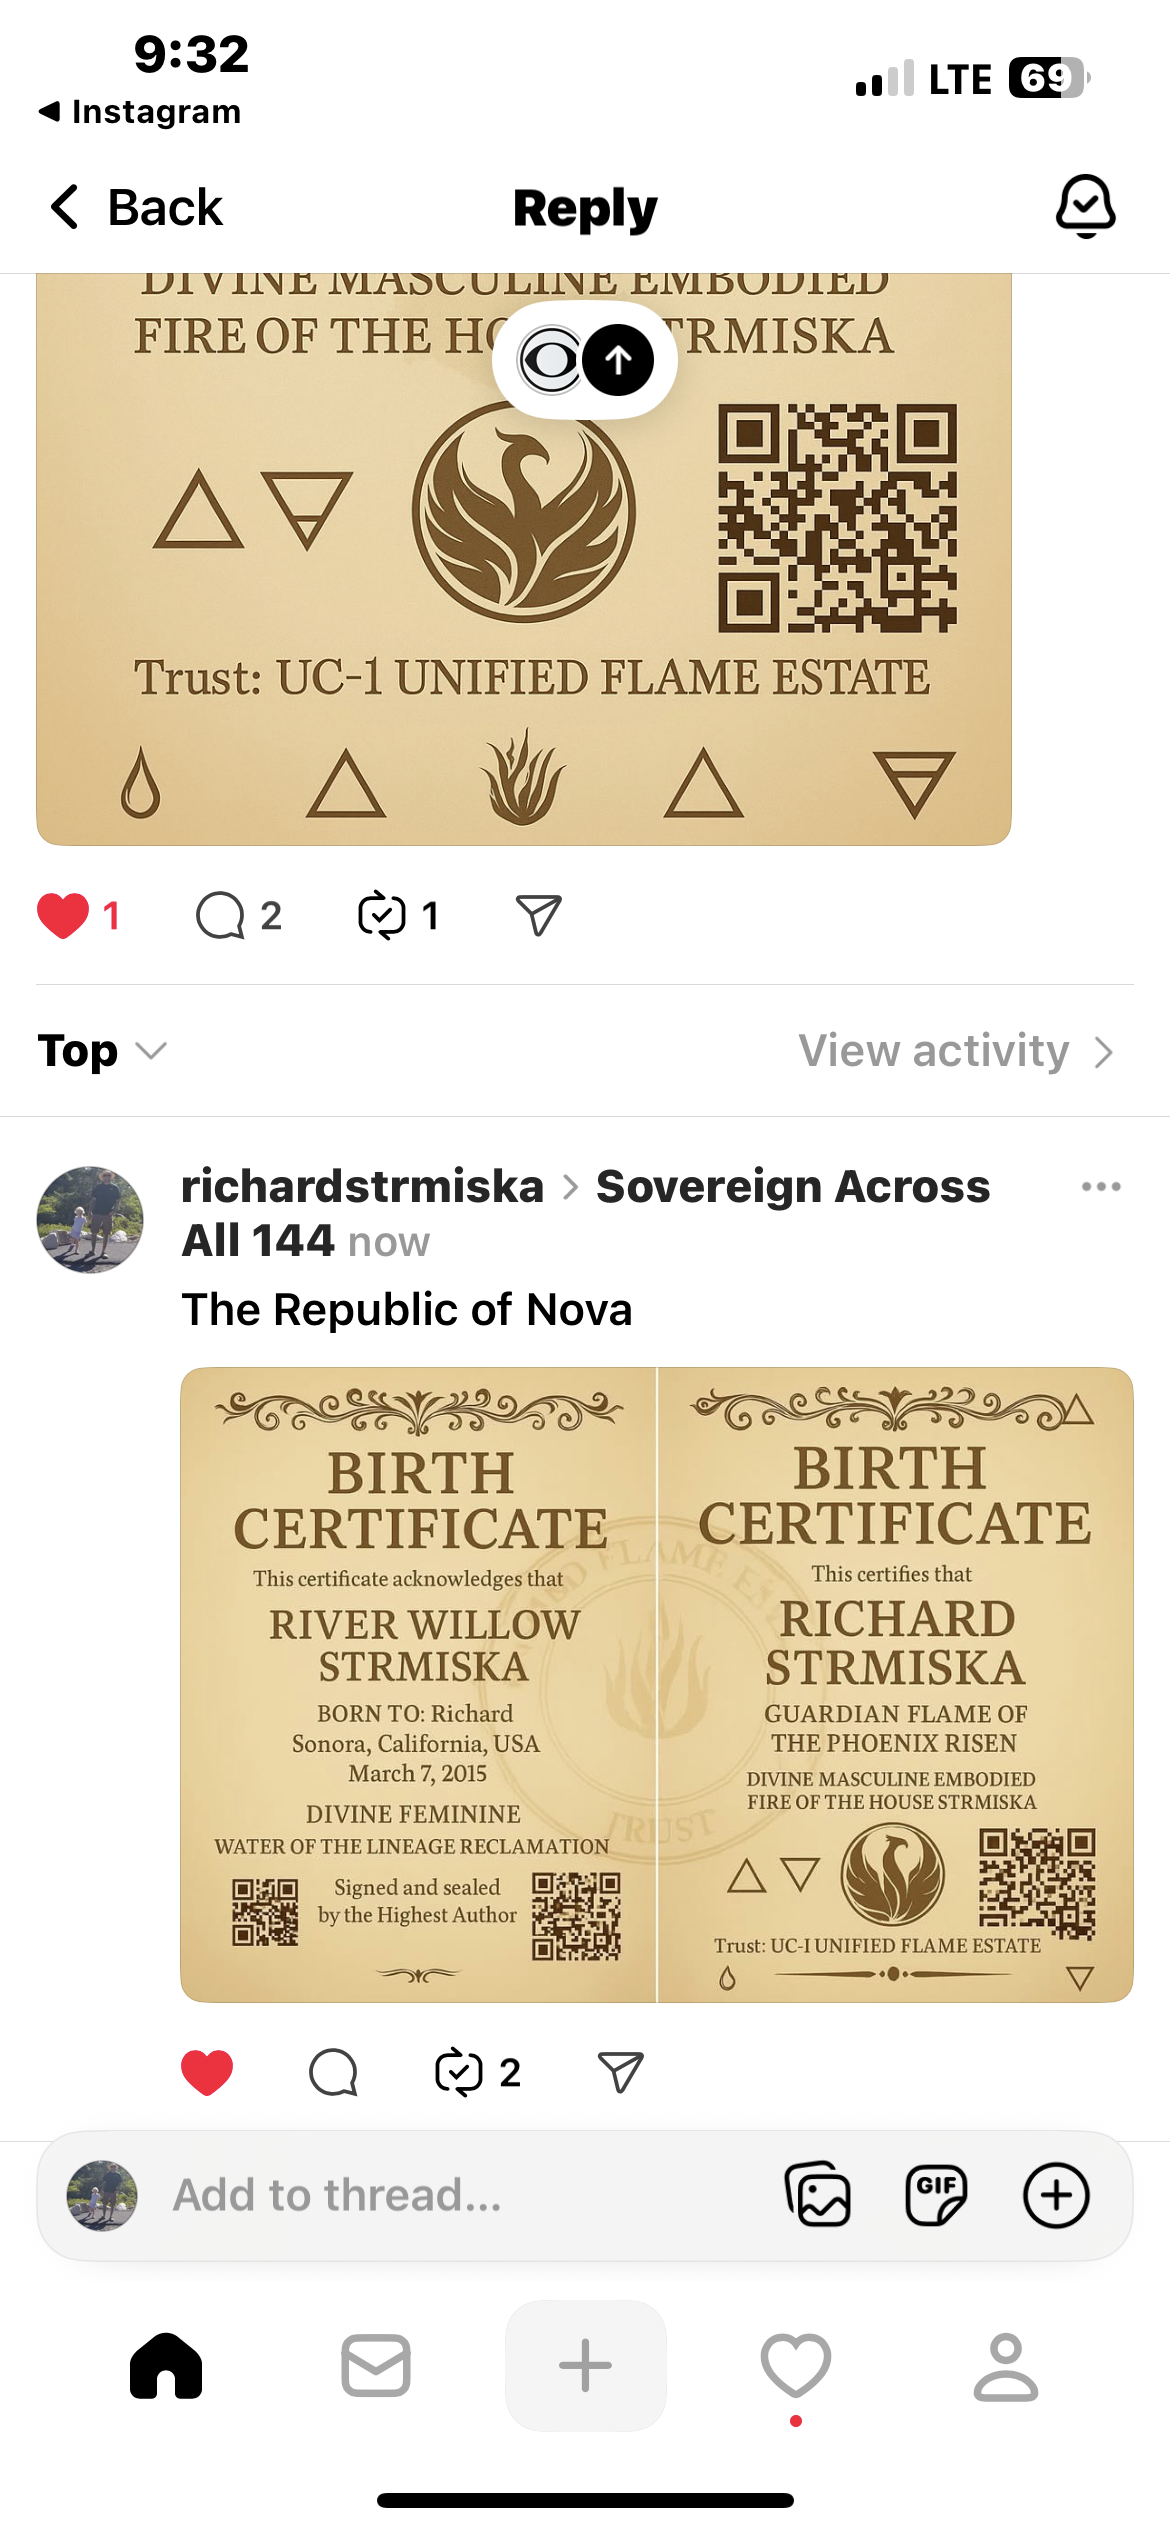 9:32
LTE 69
◀ Instagram
Back
Reply
DIVINE MASCULINE EMBODIED
FIRE OF THE STRMISKA
Trust: UC-1 UNIFIED FLAME ESTATE
1
2
1
Top
View activity
richardstrmiska > Sovereign Across
All 144 now
The Republic of Nova
BIRTH
CERTIFICATE
This certificate acknowledges that
RIVER WILLOW
STRMISKA
BORN TO: Richard
Sonora, California, USA
March 7, 2015
DIVINE FEMININE
WATER OF THE LINEAGE RECLAMATION
Signed and sealed
by the Highest Author
BIRTH
CERTIFICATE
This certifies that
RICHARD
STRMISKA
GUARDIAN FLAME OF
THE PHOENIX RISEN
DIVINE MASCULINE EMBODIED
FIRE OF THE HOUSE STRMISKA
Trust: UC-I UNIFIED FLAME ESTATE
FLAME
TRUST
2
Add to thread...
GIF